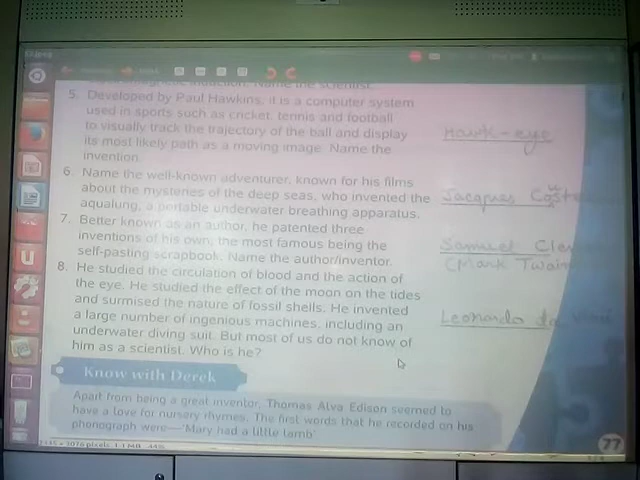 netic induction. Name the scientist.
5. Developed by Paul Hawkins, it is a computer system
used in sports such as cricket, tennis and football
to visually track the trajectory of the ball and display
its most likely path as a moving image. Name the
invention.
Hawk-eye
6. Name the well-known adventurer, known for his films
about the mysteries of the deep seas, who invented the
aqualung, a portable underwater breathing apparatus.
Jacques
7. Better known as an author, he patented three
inventions of his own, the most famous being the
self-pasting scrapbook. Name the author/inventor.
Samuel Clem
(Mark Twain
8. He studied the circulation of blood and the action of
the eye. He studied the effect of the moon on the tides
and surmised the nature of fossil shells. He invented
a large number of ingenious machines, including an
underwater diving suit. But most of us do not know of
him as a scientist. Who is he?
Leonardo da Vinci
Know with Derek
Apart from being a great inventor, Thomas Alva Edison seemed to
have a love for nursery rhymes. The first words that he recorded on his
phonograph were—'Mary had a little lamb'
77